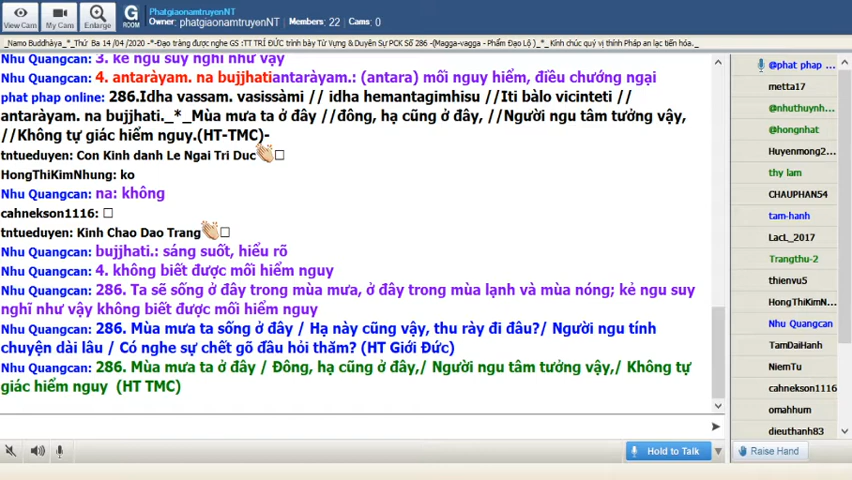 PhatgiaonamtruyenNT
Owner: phatgiaonamtruyenNT   Members: 22   Cams: 0
View Cam
My Cam
Enlarge
G
ROOM
_Namo Buddhàya_*_Thứ Ba 14 /04 /2020 -*-Đạo tràng được nghe GS :TT TRÍ ĐỨC trình bày Từ Vựng & Duyên Sự PCK Số 286 -(Magga-vagga - Phẩm Đạo Lộ )_*_ Kính chúc quý vị thính Pháp an lạc tiến hóa._
Nhu Quangcan: 3. kẻ ngu suy nghĩ như vậy
Nhu Quangcan: 4. antaràyam. na bujjhatiantaràyam.: (antara) mối nguy hiểm, điều chướng ngại
phat phap online: 286.Idha vassam. vasissàmi // idha hemantagimhisu //Iti bàlo vicinteti //
antaràyam. na bujjhati._*_Mùa mưa ta ở đây //đông, hạ cũng ở đây, //Người ngu tâm tưởng vậy,
//Không tự giác hiểm nguy.(HT-TMC)-
tntueduyen: Con Kinh danh Le Ngai Tri Duc👏
HongThiKimNhung: ko
Nhu Quangcan: na: không
cahnekson1116: 
tntueduyen: Kinh Chao Dao Trang👏
Nhu Quangcan: bujjhati.: sáng suốt, hiểu rõ
Nhu Quangcan: 4. không biết được mối hiểm nguy
Nhu Quangcan: 286. Ta sẽ sống ở đây trong mùa mưa, ở đây trong mùa lạnh và mùa nóng; kẻ ngu suy
nghĩ như vậy không biết được mối hiểm nguy
Nhu Quangcan: 286. Mùa mưa ta sống ở đây / Hạ này cũng vậy, thu rày đi đâu?/ Người ngu tính
chuyện dài lâu / Có nghe sự chết gõ đầu hỏi thăm? (HT Giới Đức)
Nhu Quangcan: 286. Mùa mưa ta ở đây / Đông, hạ cũng ở đây,/ Người ngu tâm tưởng vậy,/ Không tự
giác hiểm nguy  (HT TMC)
Hold to Talk
@phat phap ...
metta17
@nhuthuynh...
@hongnhat
Huyenmong2...
thy lam
CHAUPHAN54
tam-hanh
LacL_2017
Trangthu-2
thienvu5
HongThiKimN...
Nhu Quangcan
TamDaiHanh
NiemTu
cahnekson1116
omahhum
dieuthanh83
Raise Hand